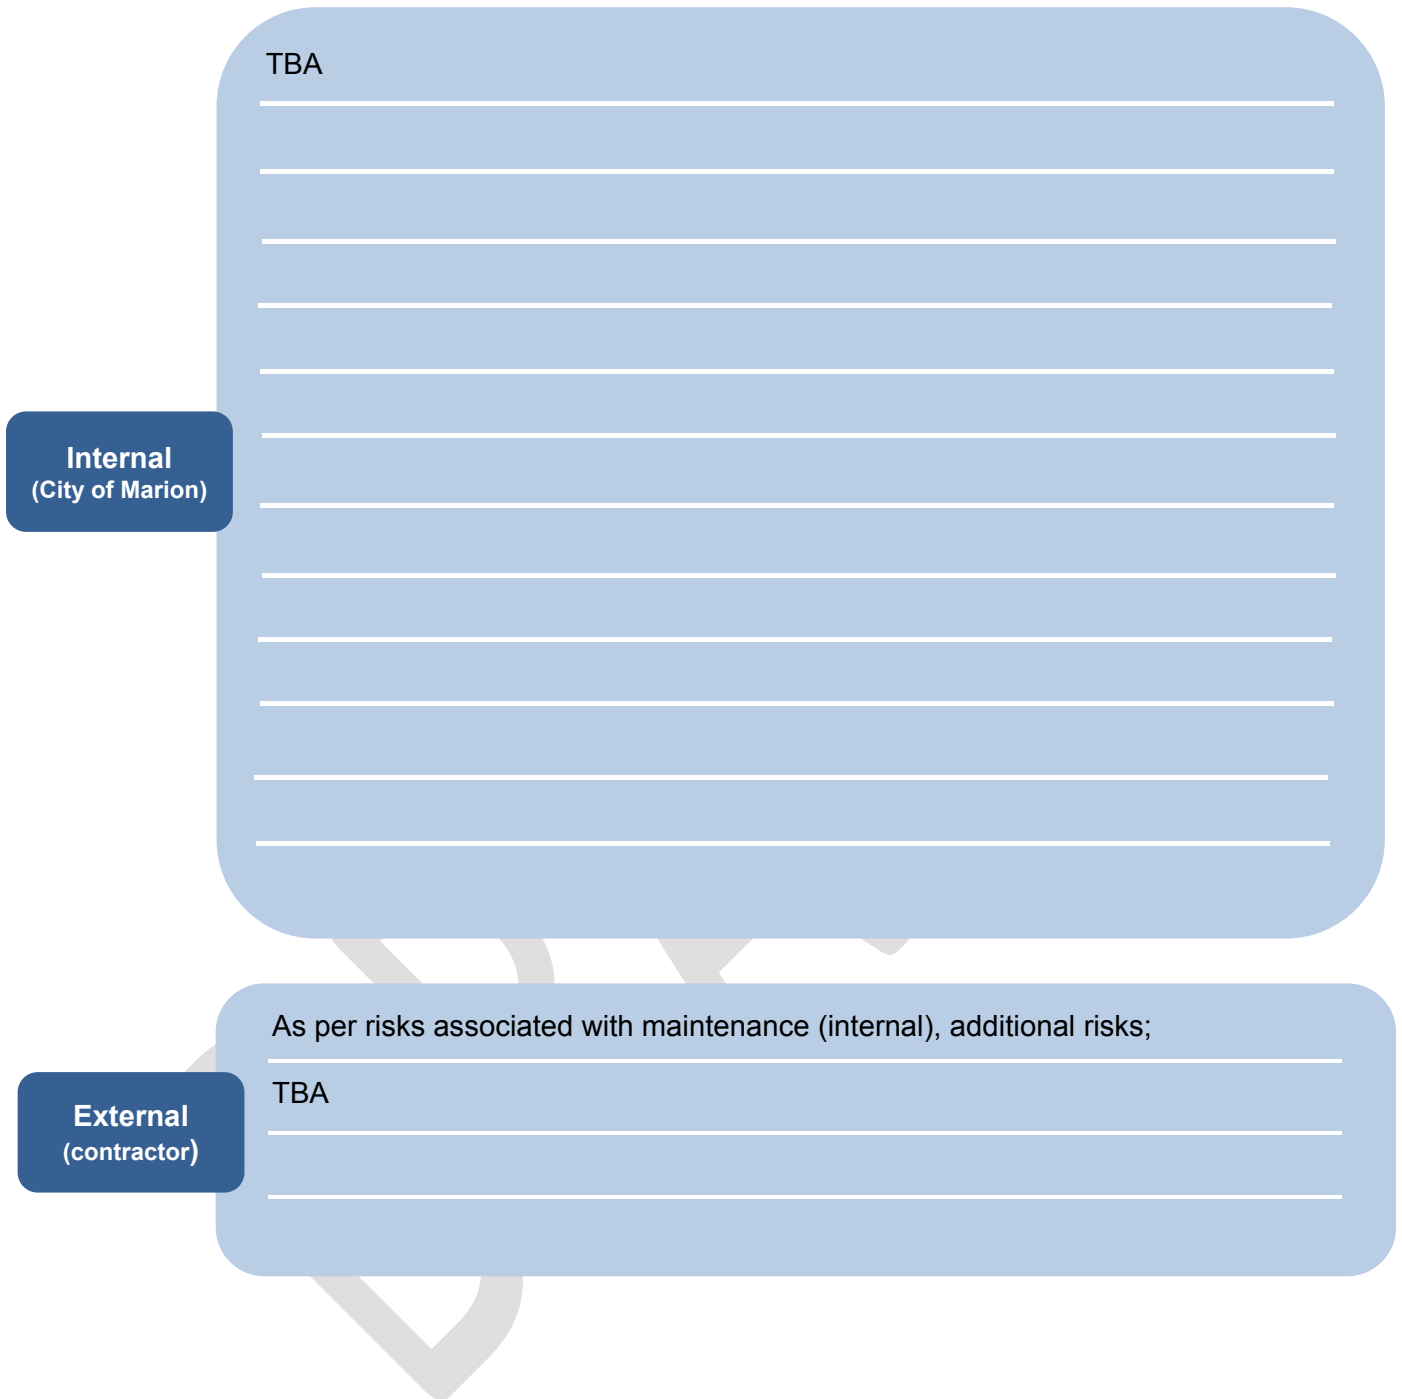 TBA
Internal
(City of Marion)
As per risks associated with maintenance (internal), additional risks;
TBA
External
(contractor)